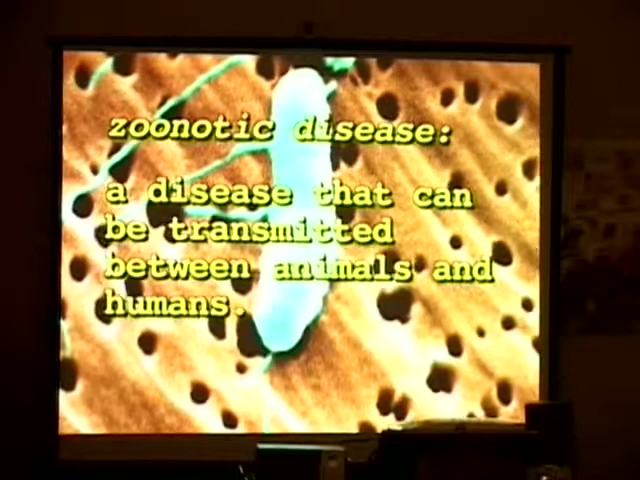 zoonotic disease:
a disease that can
be transmitted
between animals and
humans.